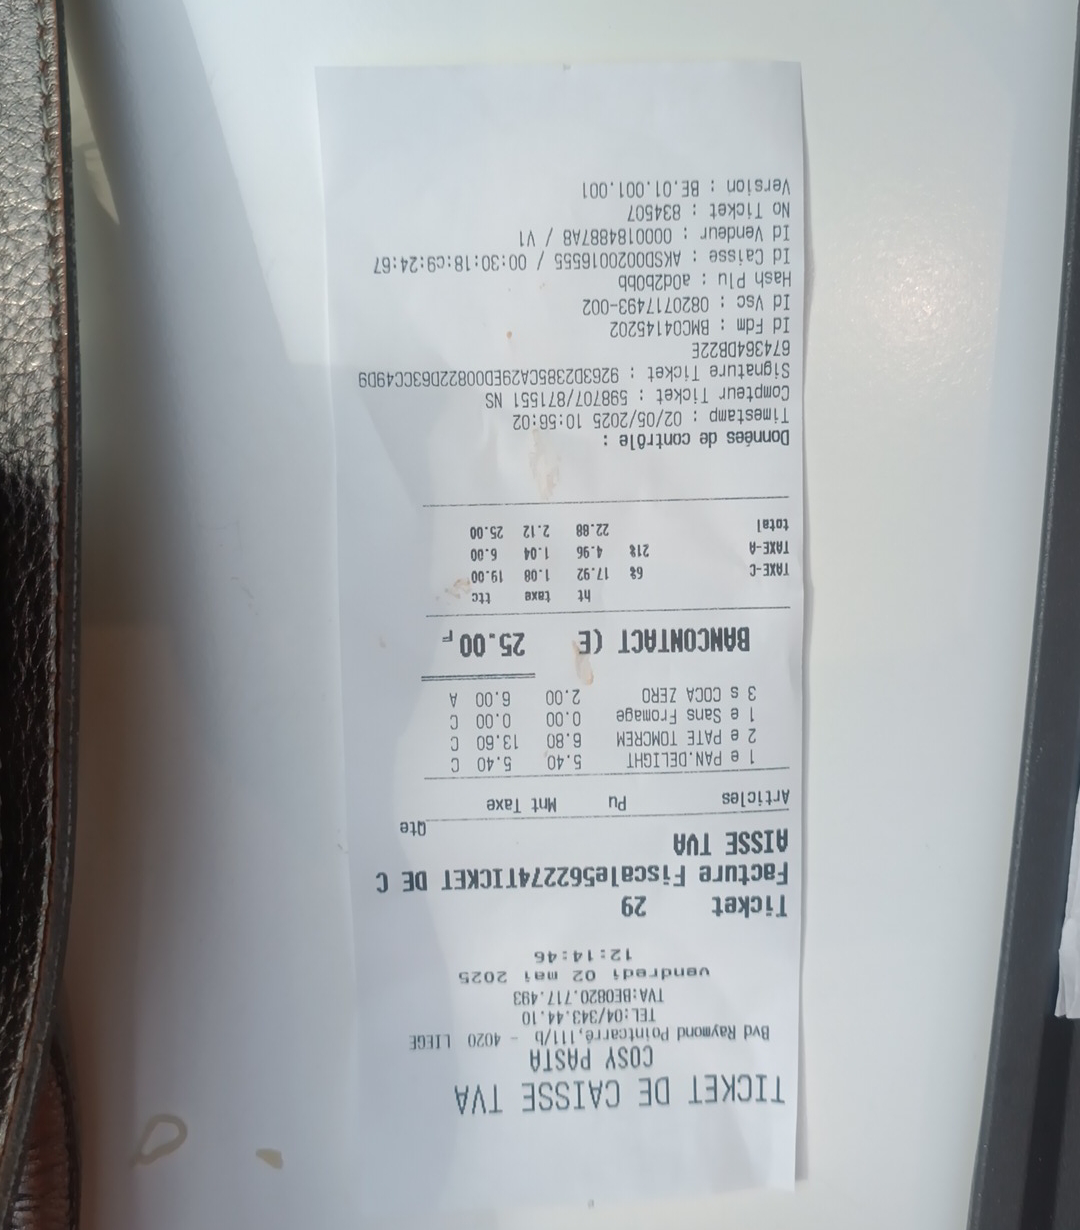 TICKET DE CAISSE TVA
COSY PASTA
Bvd Raymond Pointcarré,111/b - 4020 LIEGE
TEL:04/343.44.10
TVA:BE0820.717.493
vendredi 02 mai 2025
12:14:46
Ticket 29
Facture Fiscale562274TICKET DE C
AISSE TVA
Qte
Articles Pu Mnt Taxe
1 e PAN.DELIGHT 5.40 5.40 C
2 e PATE TOMCREM 6.80 13.60 C
1 e Sans Fromage 0.00 0.00 C
3 s COCA ZERO 2.00 6.00 A
BANCONTACT (E 25.00 F
ht taxe ttc
TAXE-C 6% 17.92 1.08 19.00
TAXE-A 21% 4.96 1.04 6.00
total 22.88 2.12 25.00
Données de contrôle :
Timestamp : 02/05/2025 10:56:02
Compteur Ticket : 598707/871551 NS
Signature Ticket : 9263D2385CA29ED00822D63CC49D9
674364DB22E
Id Fdm : BMC04145202
Id Vsc : 0820717493-002
Hash Plu : a0d2b0bb
Id Caisse : AKSD00020016555 / 00:30:18:c9:24:67
Id Vendeur : 0000184887A8 / V1
No Ticket : 834507
Version : BE.01.001.001